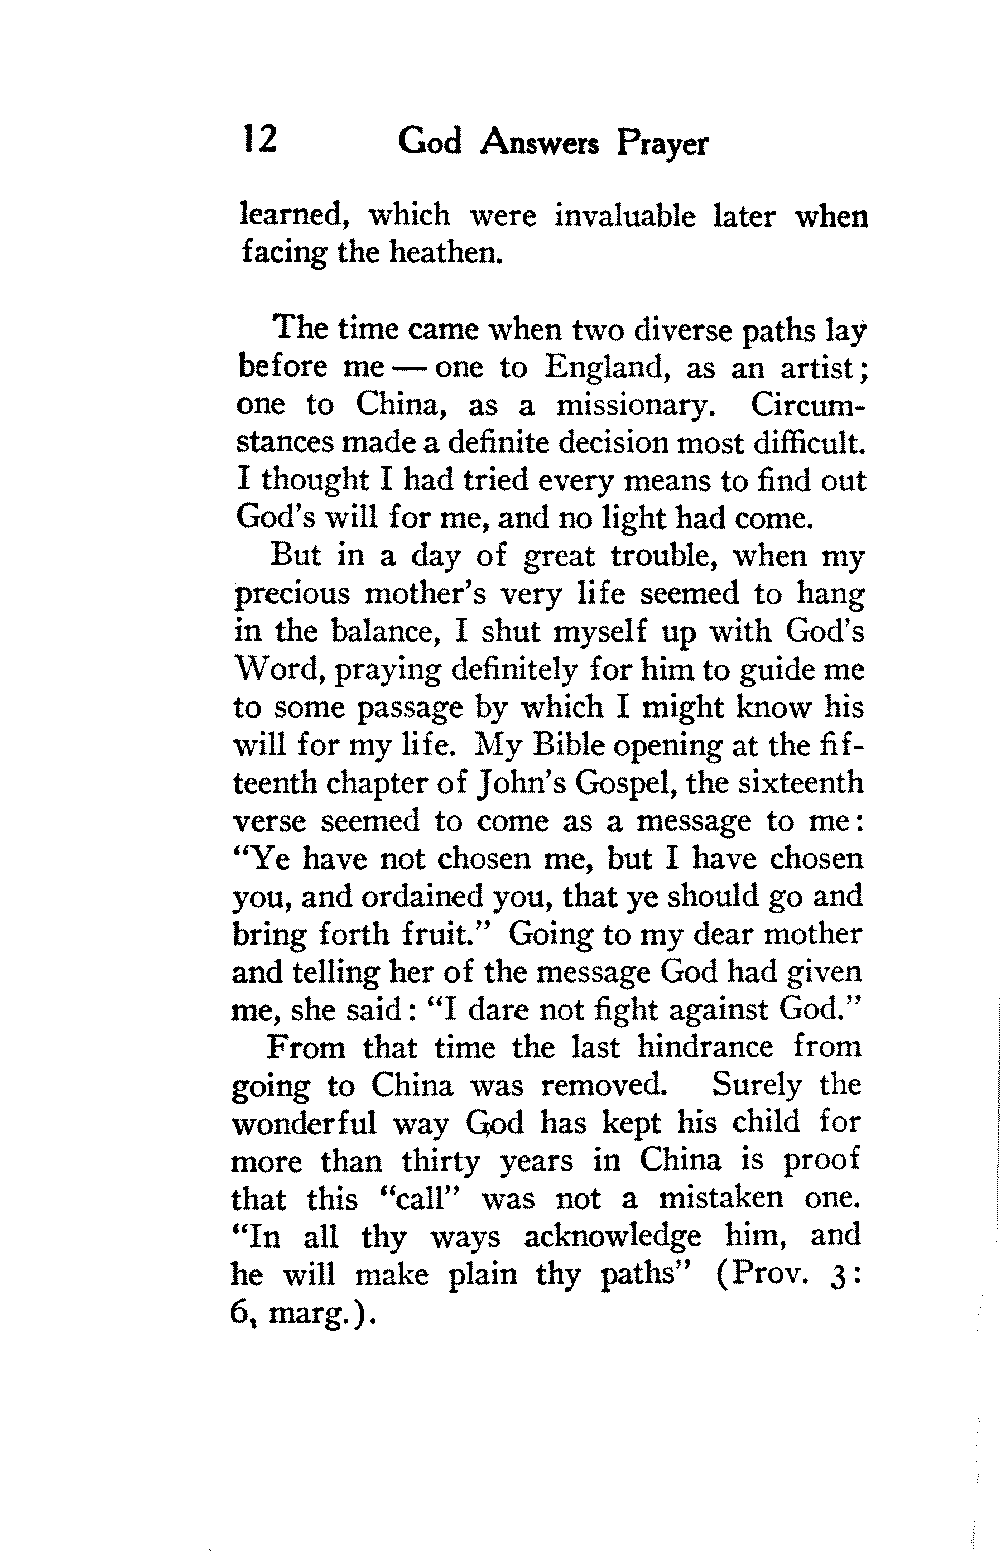 12 God Answers Prayer
learned, which were invaluable later when
facing the heathen.
The time came when two diverse paths lay
before me — one to England, as an artist;
one to China, as a missionary. Circum-
stances made a definite decision most difficult.
I thought I had tried every means to find out
God's will for me, and no light had come.
But in a day of great trouble, when my
precious mother's very life seemed to hang
in the balance, I shut myself up with God's
Word, praying definitely for him to guide me
to some passage by which I might know his
will for my life. My Bible opening at the fif-
teenth chapter of John's Gospel, the sixteenth
verse seemed to come as a message to me:
“Ye have not chosen me, but I have chosen
you, and ordained you, that ye should go and
bring forth fruit.” Going to my dear mother
and telling her of the message God had given
me, she said: “I dare not fight against God.”
From that time the last hindrance from
going to China was removed. Surely the
wonderful way God has kept his child for
more than thirty years in China is proof
that this “call” was not a mistaken one.
“In all thy ways acknowledge him, and
he will make plain thy paths” (Prov. 3:
6, marg.).